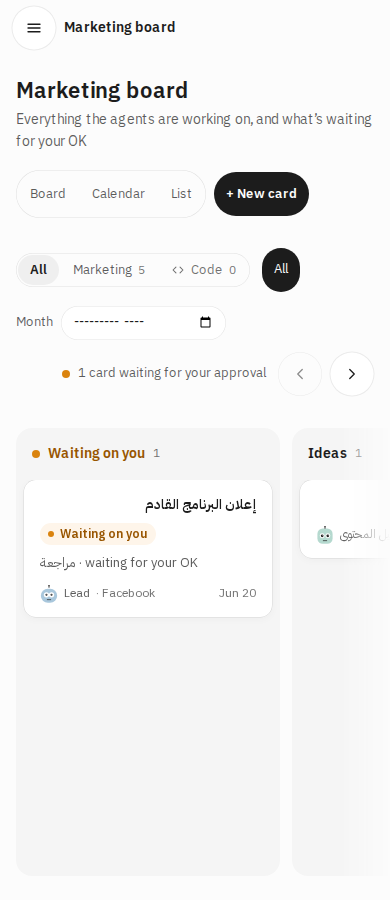 Marketing board
Marketing board
Everything the agents are working on, and what's waiting
for your OK
Board Calendar List + New card
All Marketing 5 Code 0 All
Month --------- ----
1 card waiting for your approval
Waiting on you 1
إعلان البرنامج القادم
Waiting on you
مراجعة · waiting for your OK
Lead · Facebook Jun 20
Ideas 1
المحتوى